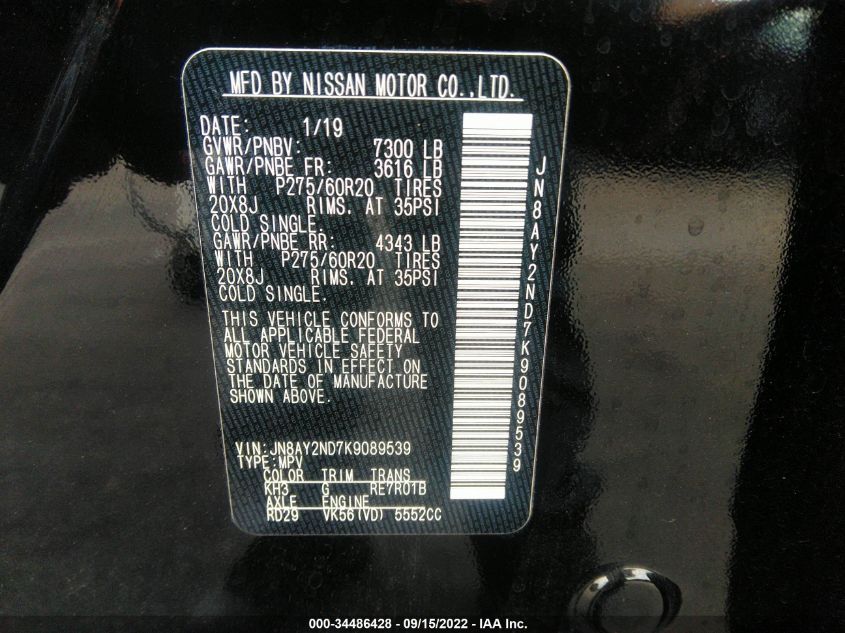 MFD BY NISSAN MOTOR CO.,LTD.
DATE: 1/19
GVWR/PNBV: 7300 LB
GAWR/PNBE FR: 3616 LB
WITH P275/60R20 TIRES
20X8J RIMS. AT 35PSI
COLD SINGLE.
GAWR/PNBE RR: 4343 LB
WITH P275/60R20 TIRES
20X8J RIMS. AT 35PSI
COLD SINGLE.
THIS VEHICLE CONFORMS TO
ALL APPLICABLE FEDERAL
MOTOR VEHICLE SAFETY
STANDARDS IN EFFECT ON
THE DATE OF MANUFACTURE
SHOWN ABOVE.
VIN:JN8AY2ND7K9089539
TYPE:MPV
COLOR TRIM TRANS
KH3 G RE7R01B
AXLE ENGINE
RD29 VK56(VD) 5552CC
JN8AY2ND7K9089539
000-34486428 - 09/15/2022 - IAA Inc.